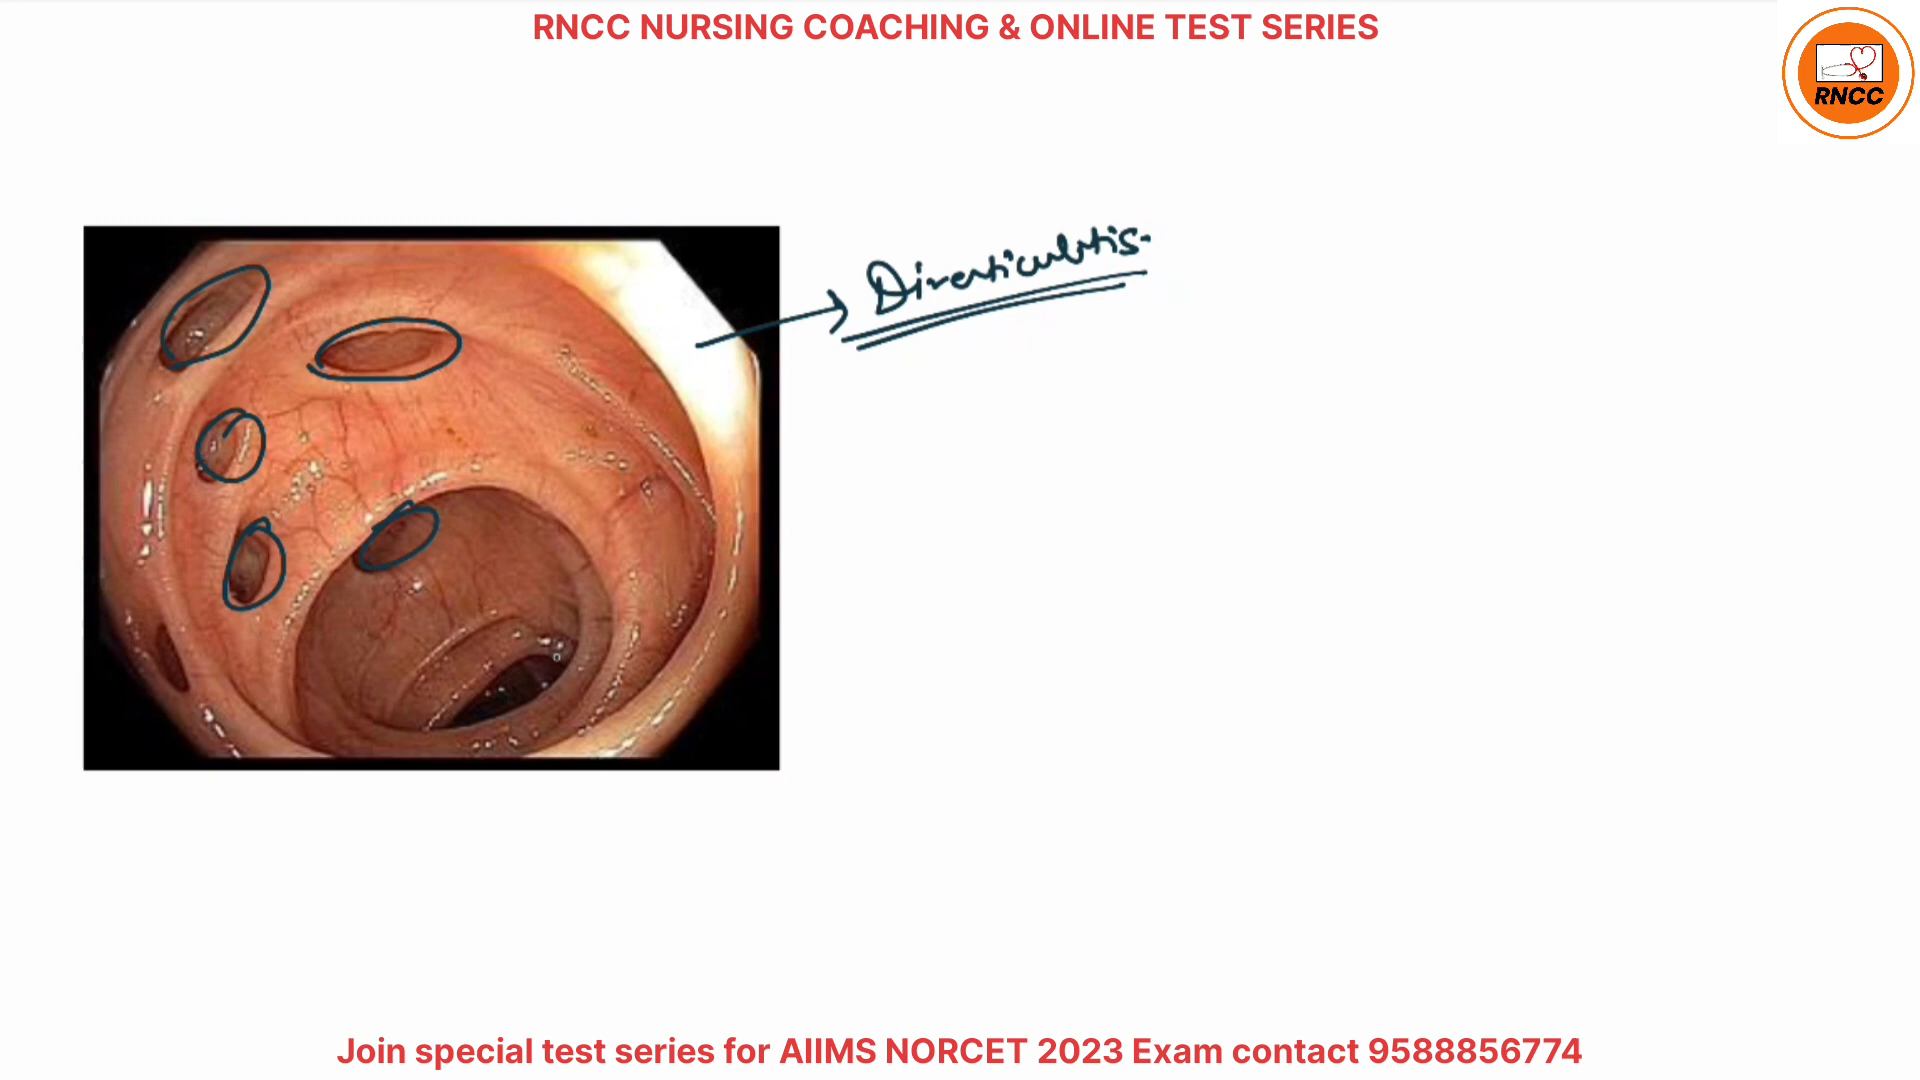 RNCC NURSING COACHING & ONLINE TEST SERIES
RNCC
Diverticulitis
Join special test series for AIIMS NORCET 2023 Exam contact 9588856774